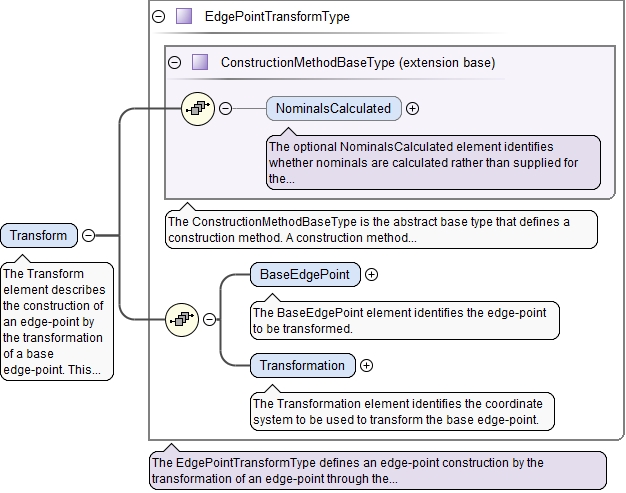 EdgePointTransformType
ConstructionMethodBaseType (extension base)
NominalsCalculated
The optional NominalsCalculated element identifies
whether nominals are calculated rather than supplied for
the...
The ConstructionMethodBaseType is the abstract base type that defines a
construction method. A construction method...
Transform
The Transform
element describes
the construction of
an edge-point by
the transformation
of a base
edge-point. This...
BaseEdgePoint
The BaseEdgePoint element identifies the edge-point
to be transformed.
Transformation
The Transformation element identifies the coordinate
system to be used to transform the base edge-point.
The EdgePointTransformType defines an edge-point construction by the
transformation of an edge-point through the...